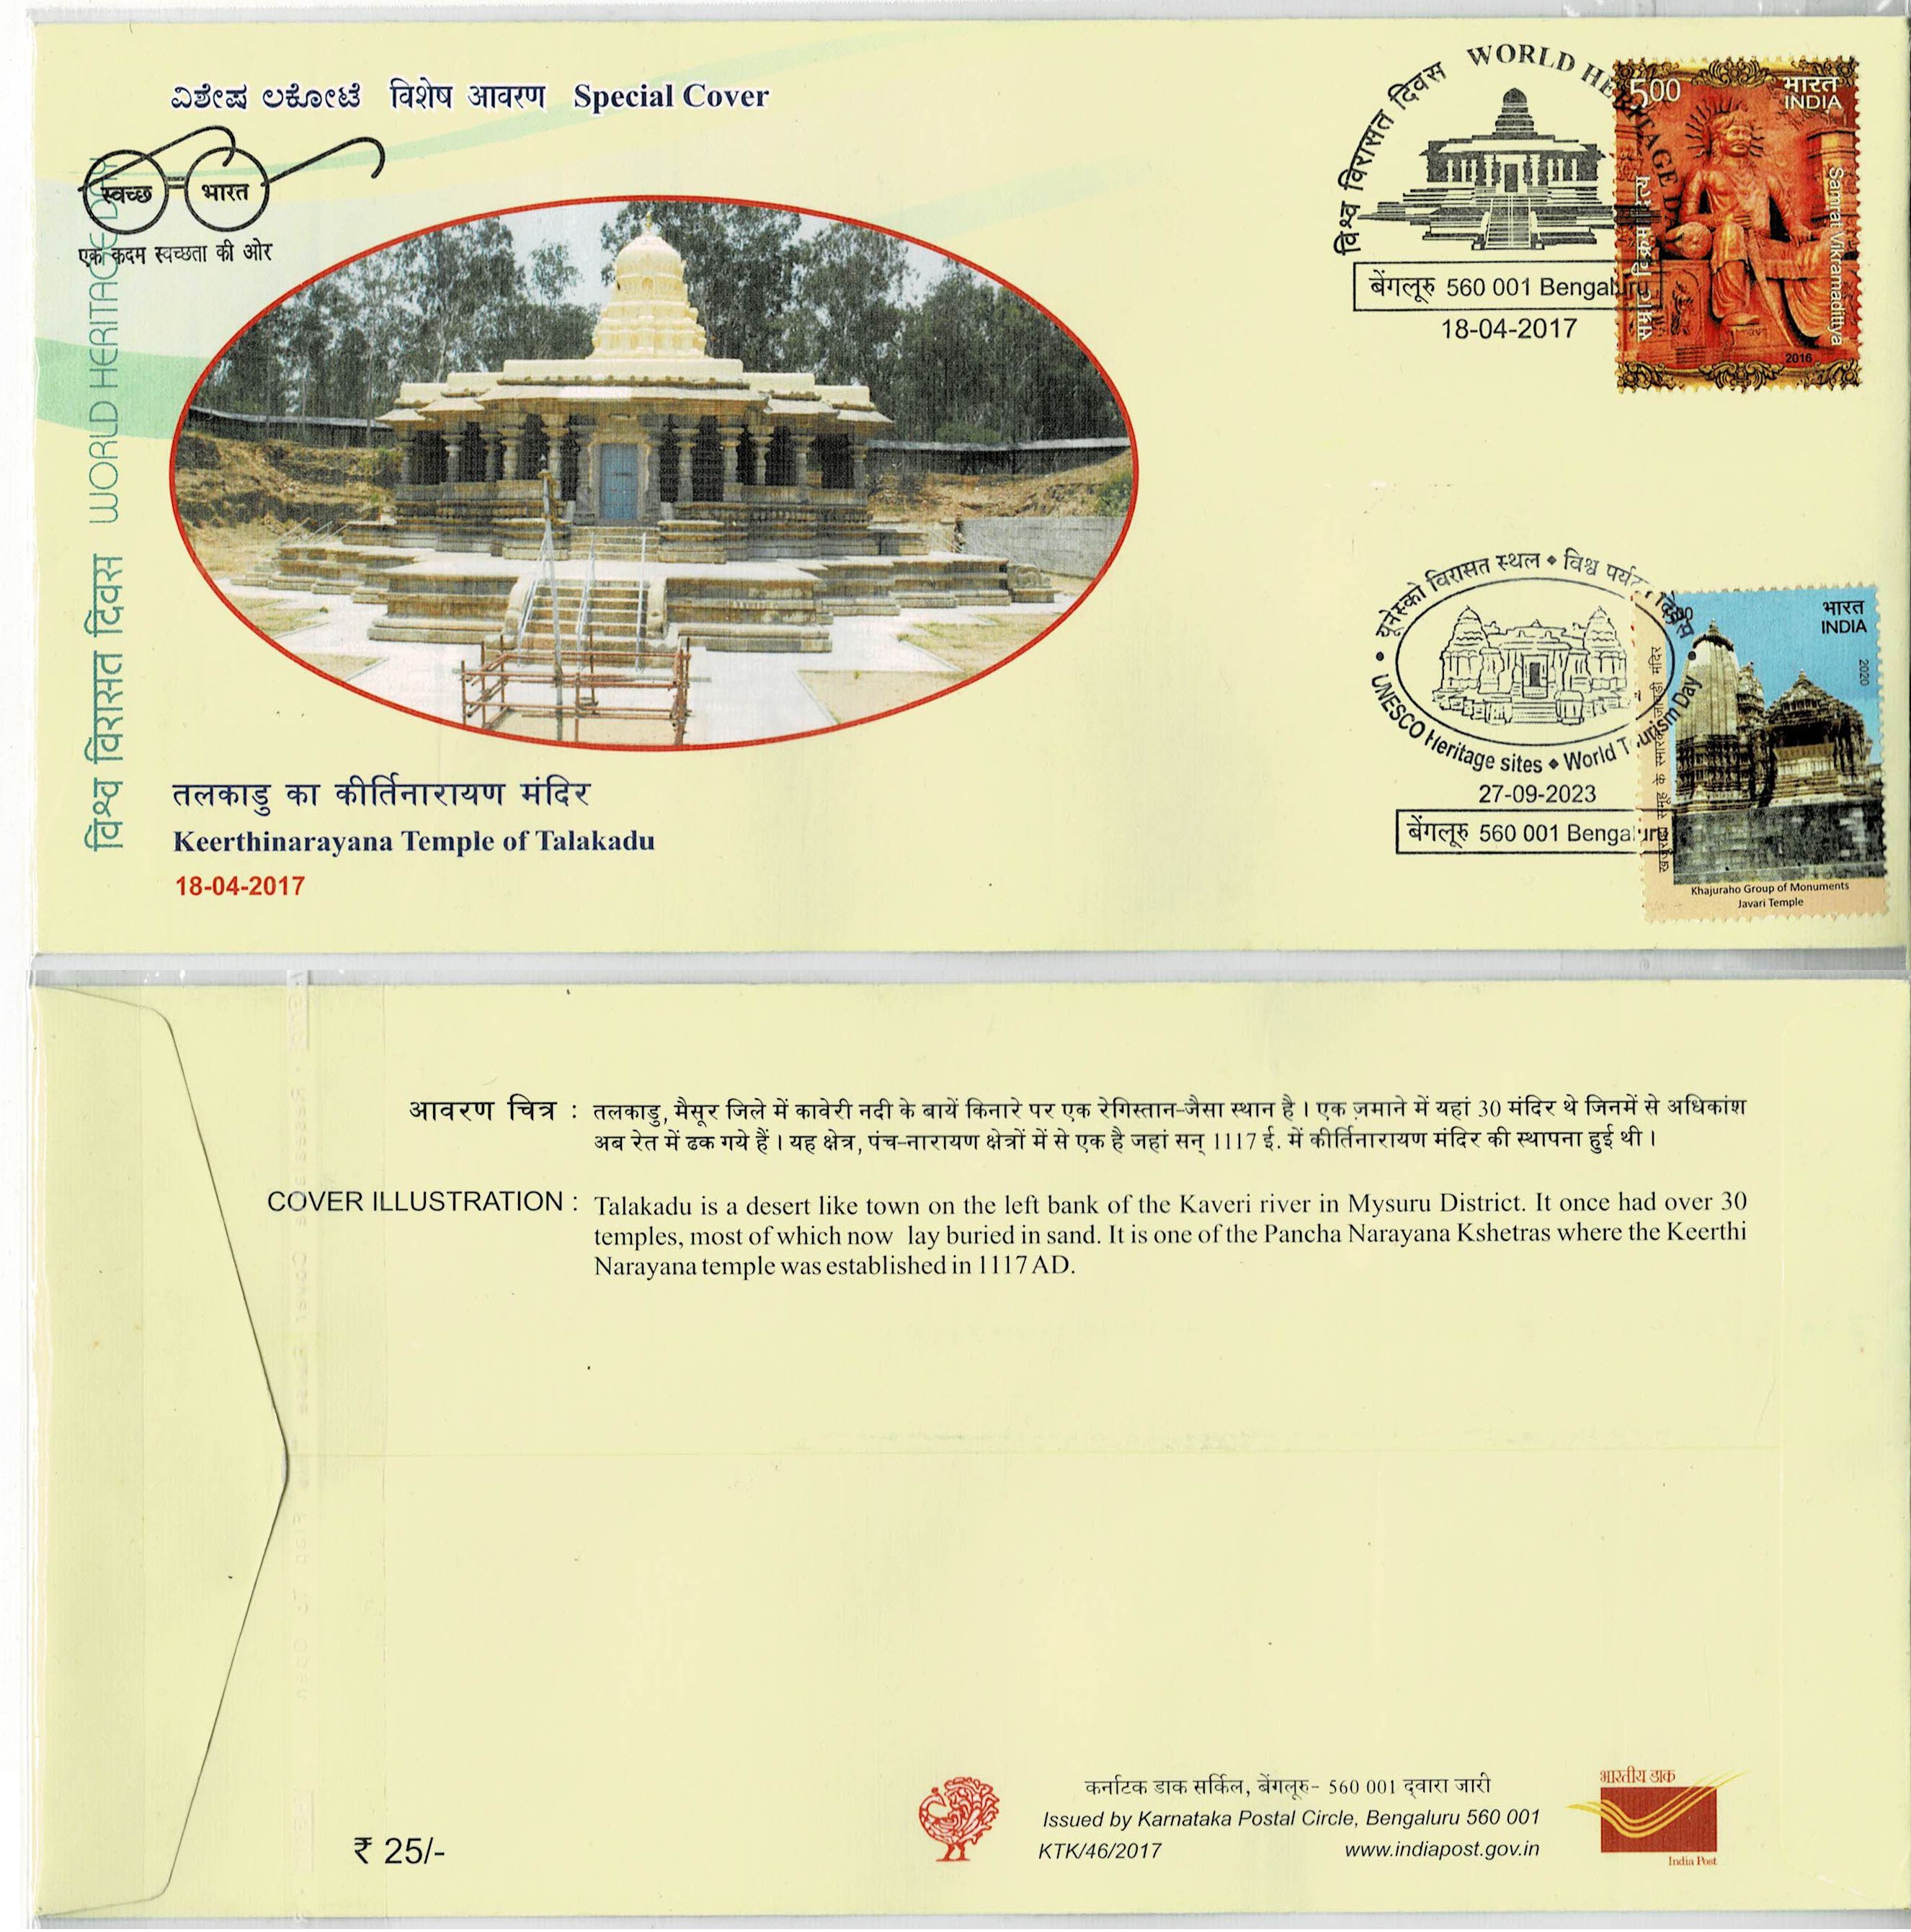 ವಿಶೇಷ ಲಕೋಟೆ विशेष आवरण Special Cover
स्वच्छ भारत
एक कदम स्वच्छता की ओर
विश्व विरासत दिवस WORLD HERITAGE DAY
तलकाडु का कीर्तिनारायण मंदिर
Keerthinarayana Temple of Talakadu
18-04-2017
विश्व विरासत दिवस WORLD HERITAGE DAY
बेंगलूरु 560 001 Bengaluru
18-04-2017
5.00 भारत
INDIA
सम्राट विक्रमादित्य
Samrat Vikramadittya
2016
यूनेस्को विरासत स्थल ♦ विश्व पर्यटन दिवस
UNESCO Heritage sites ♦ World Tourism Day
27-09-2023
बेंगलूरु 560 001 Bengaluru
भारत
INDIA
2020
Khajuraho Group of Monuments
Javari Temple
आवरण चित्र : तलकाडु, मैसूर जिले में कावेरी नदी के बायें किनारे पर एक रेगिस्तान-जैसा स्थान है । एक ज़माने में यहां 30 मंदिर थे जिनमें से अधिकांश
अब रेत में ढक गये हैं । यह क्षेत्र, पंच-नारायण क्षेत्रों में से एक है जहां सन् 1117 ई. में कीर्तिनारायण मंदिर की स्थापना हुई थी ।
COVER ILLUSTRATION : Talakadu is a desert like town on the left bank of the Kaveri river in Mysuru District. It once had over 30
temples, most of which now lay buried in sand. It is one of the Pancha Narayana Kshetras where the Keerthi
Narayana temple was established in 1117 AD.
₹ 25/-
कर्नाटक डाक सर्किल, बेंगलूरु- 560 001 द्वारा जारी
Issued by Karnataka Postal Circle, Bengaluru 560 001
KTK/46/2017 www.indiapost.gov.in
भारतीय डाक
India Post